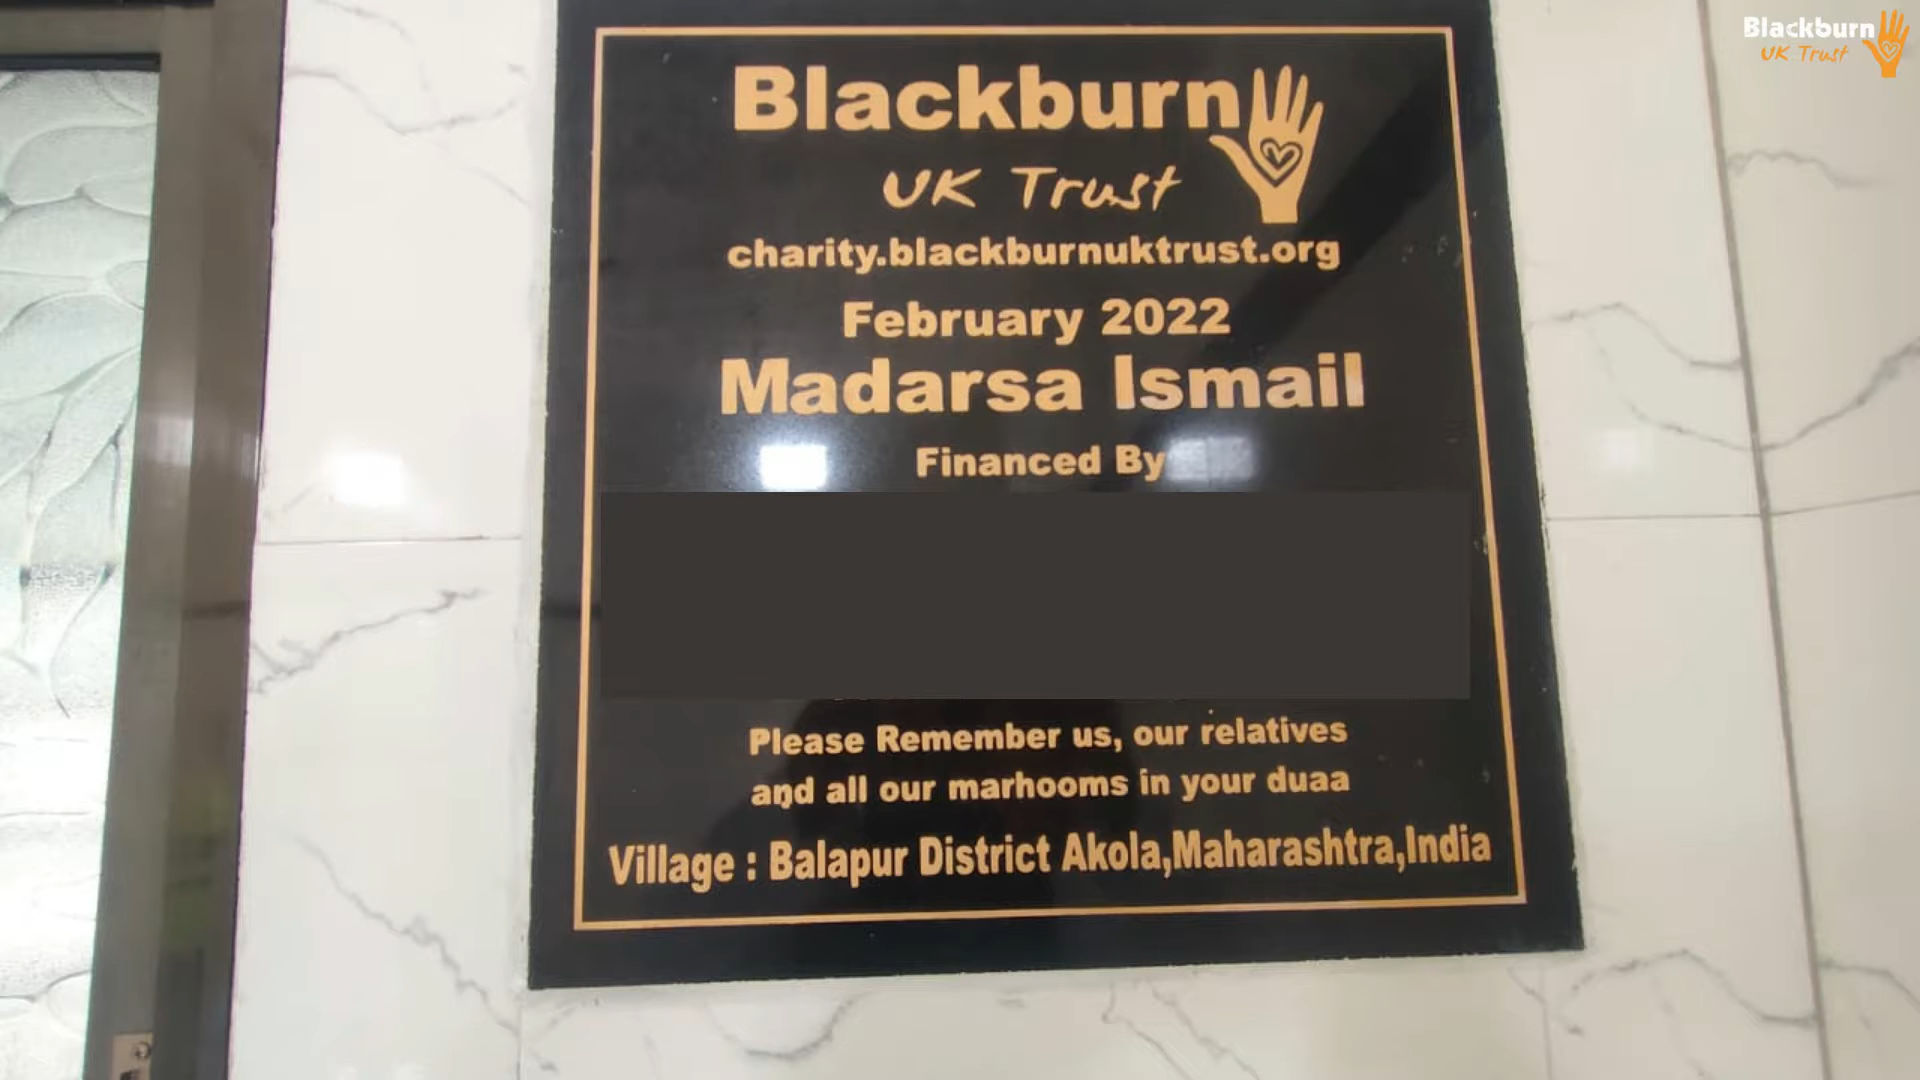 Blackburn
UK Trust
Blackburn
UK Trust
charity.blackburnuktrust.org
February 2022
Madarsa Ismail
Financed By
Please Remember us, our relatives
and all our marhooms in your duaa
Village : Balapur District Akola,Maharashtra,India